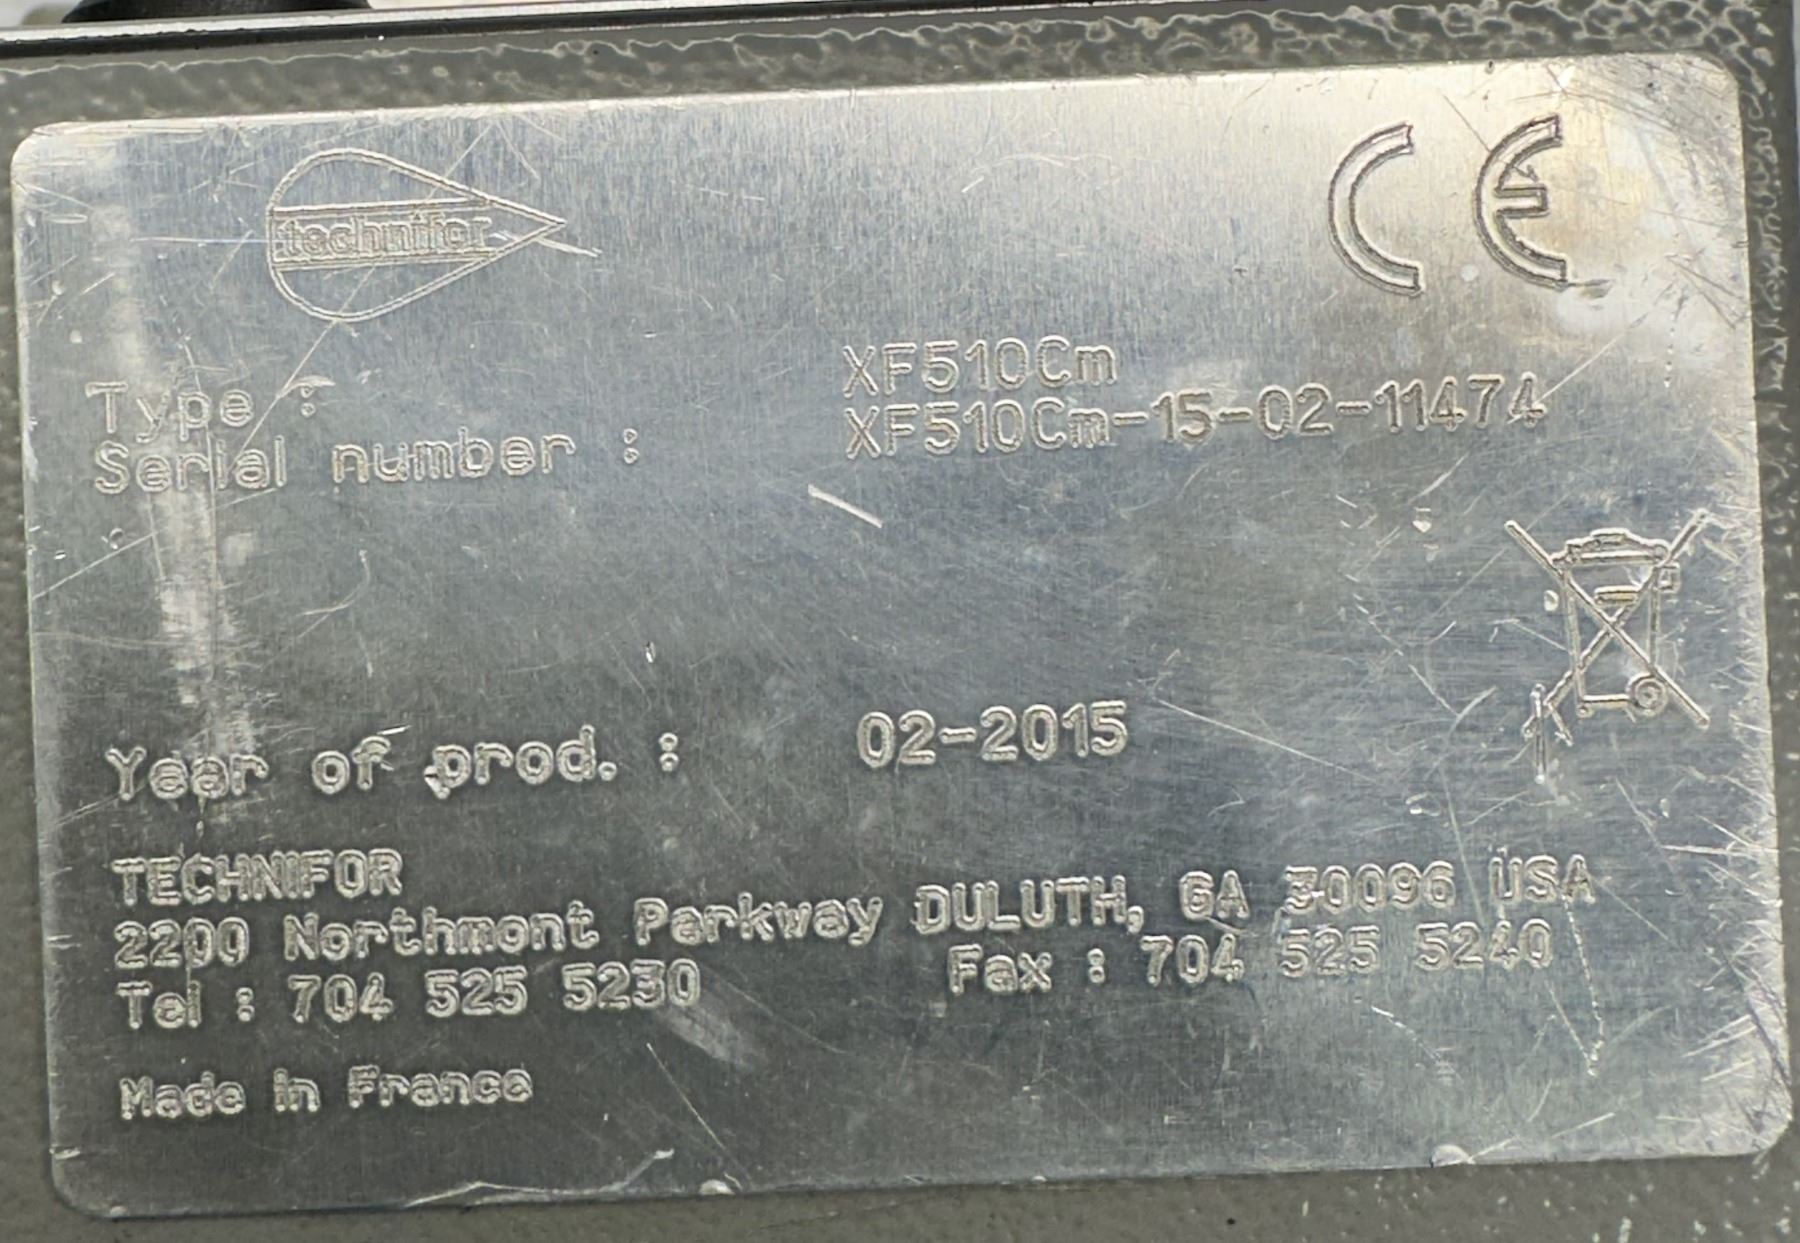 technifor
CE
Type : XF510Cm
Serial number : XF510Cm-15-02-11474
Year of prod. : 02-2015
TECHNIFOR
2200 Northmont Parkway DULUTH, GA 30096 USA
Tel : 704 525 5230 Fax : 704 525 5240
Made in France